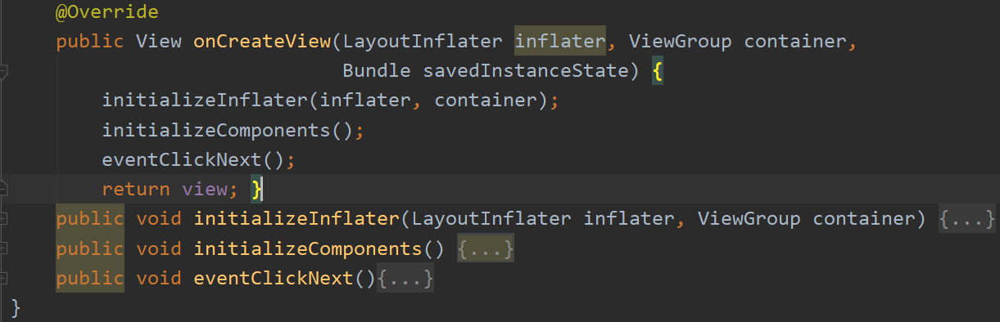 @Override
public View onCreateView(LayoutInflater inflater, ViewGroup container,
Bundle savedInstanceState) {
initializeInflater(inflater, container);
initializeComponents();
eventClickNext();
return view; }
public void initializeInflater(LayoutInflater inflater, ViewGroup container) {...}
public void initializeComponents() {...}
public void eventClickNext(){...}
}